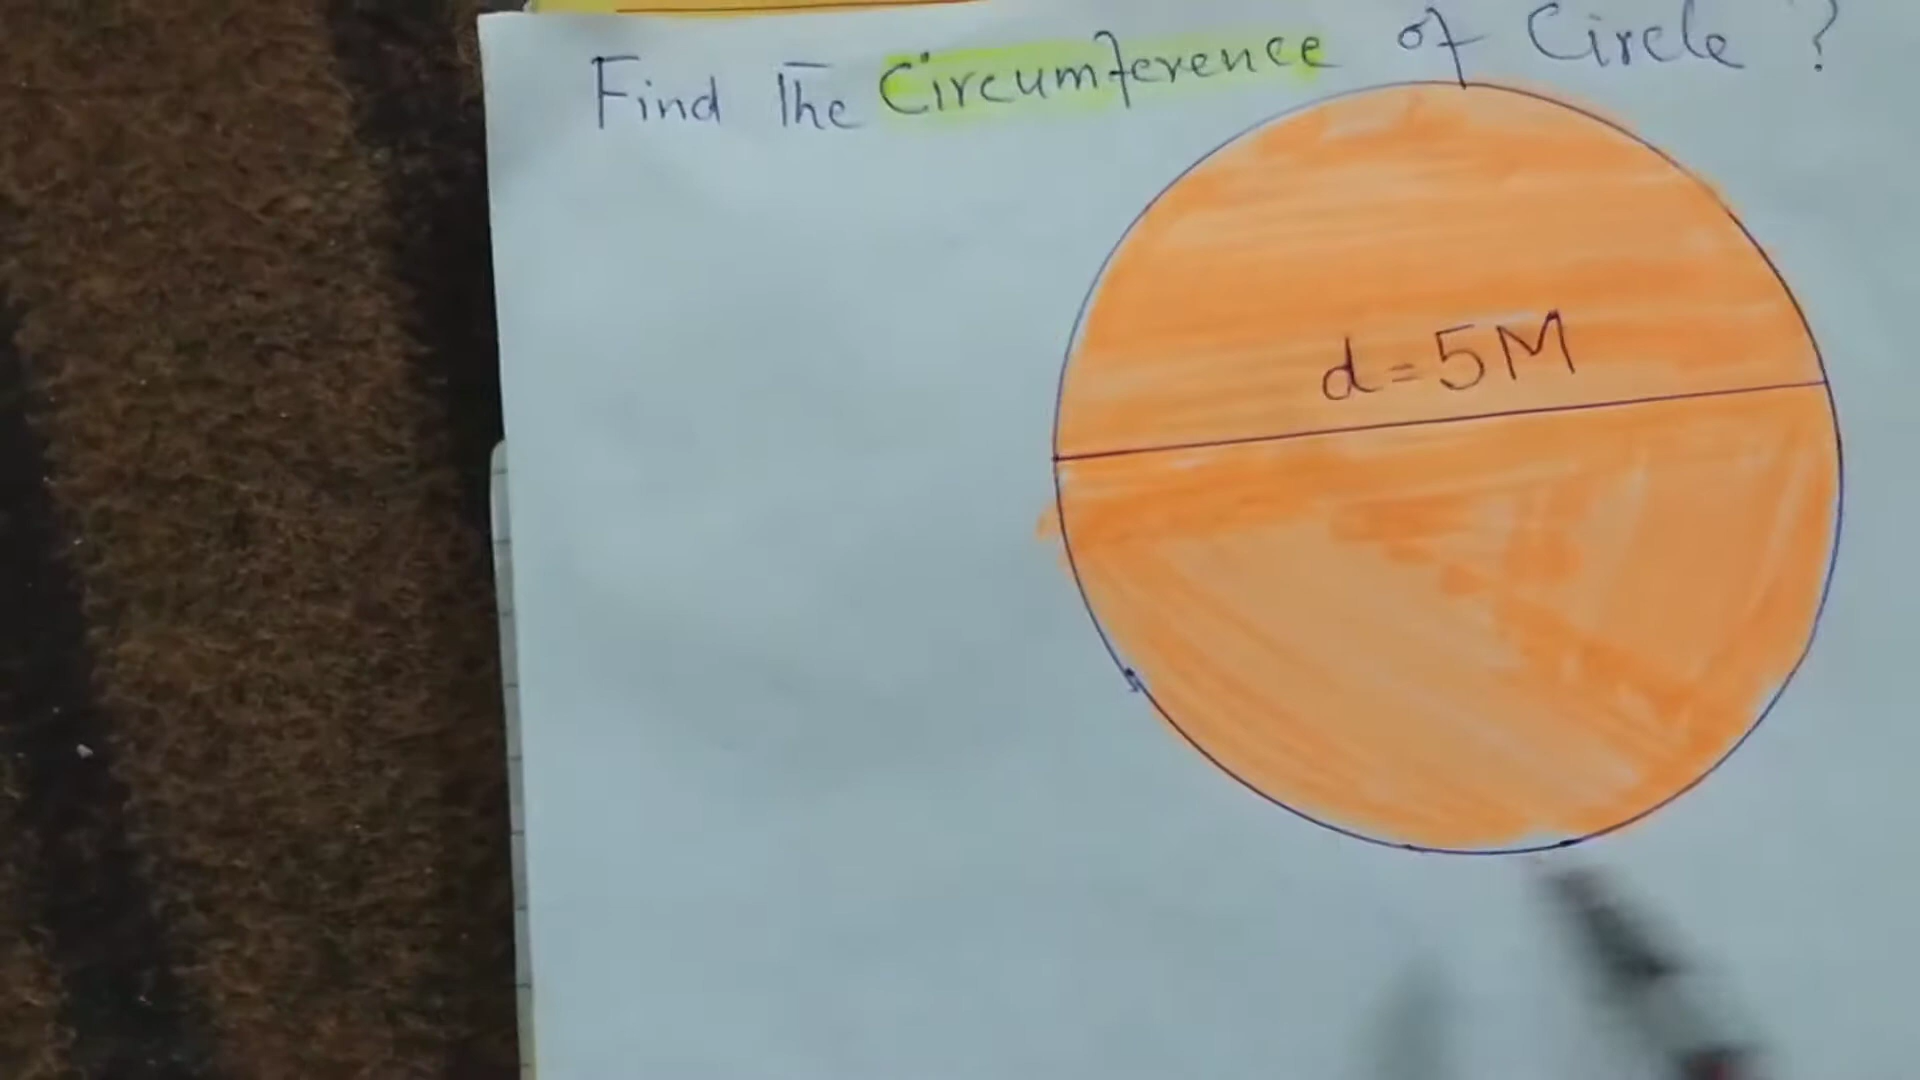 Find The Circumference of Circle ?
d = 5M